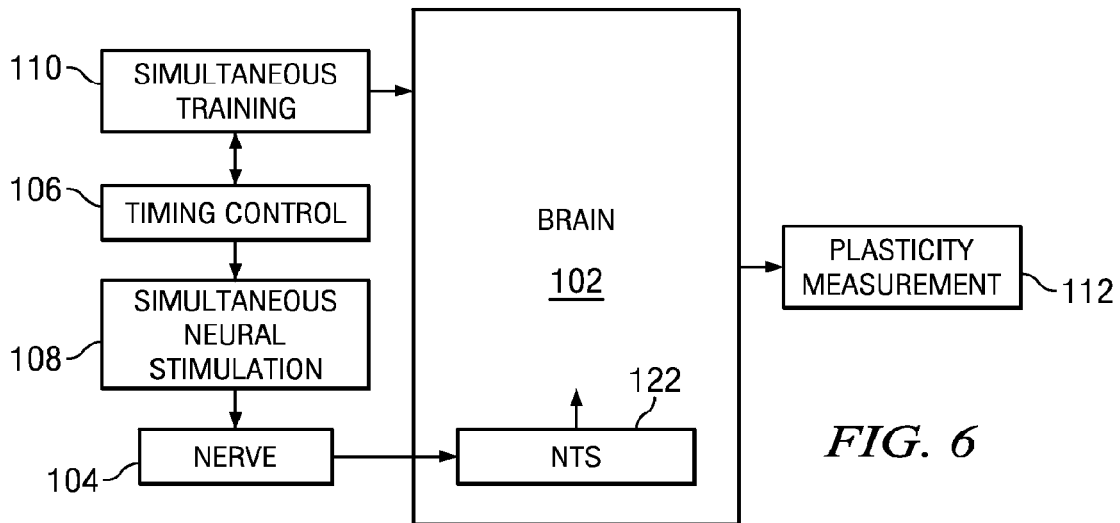 110
SIMULTANEOUS
TRAINING
106
TIMING CONTROL
108
SIMULTANEOUS
NEURAL
STIMULATION
104
NERVE
BRAIN
102
122
NTS
PLASTICITY
MEASUREMENT
112
FIG. 6